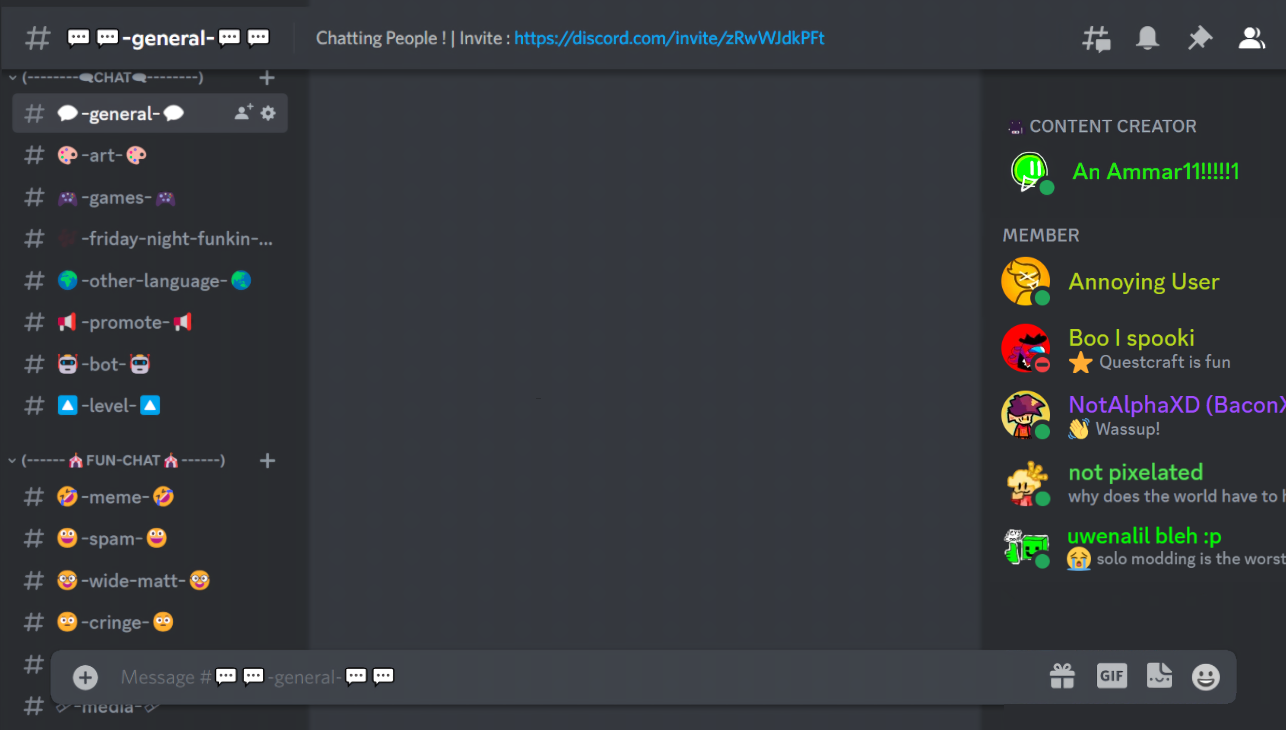 -general-
Chatting People ! | Invite : https://discord.com/invite/zRwWJdkPFt
(--------CHAT--------)
-general-
-art-
-games-
-friday-night-funkin-...
-other-language-
-promote-
-bot-
-level-
(------FUN-CHAT------)
-meme-
-spam-
-wide-matt-
-cringe-
-media-
Message # -general-
GIF
CONTENT CREATOR
An Ammar11!!!!!1
MEMBER
Annoying User
Boo I spooki
Questcraft is fun
NotAlphaXD (BaconX
Wassup!
not pixelated
why does the world have to h
uwenalil bleh :p
solo modding is the worst